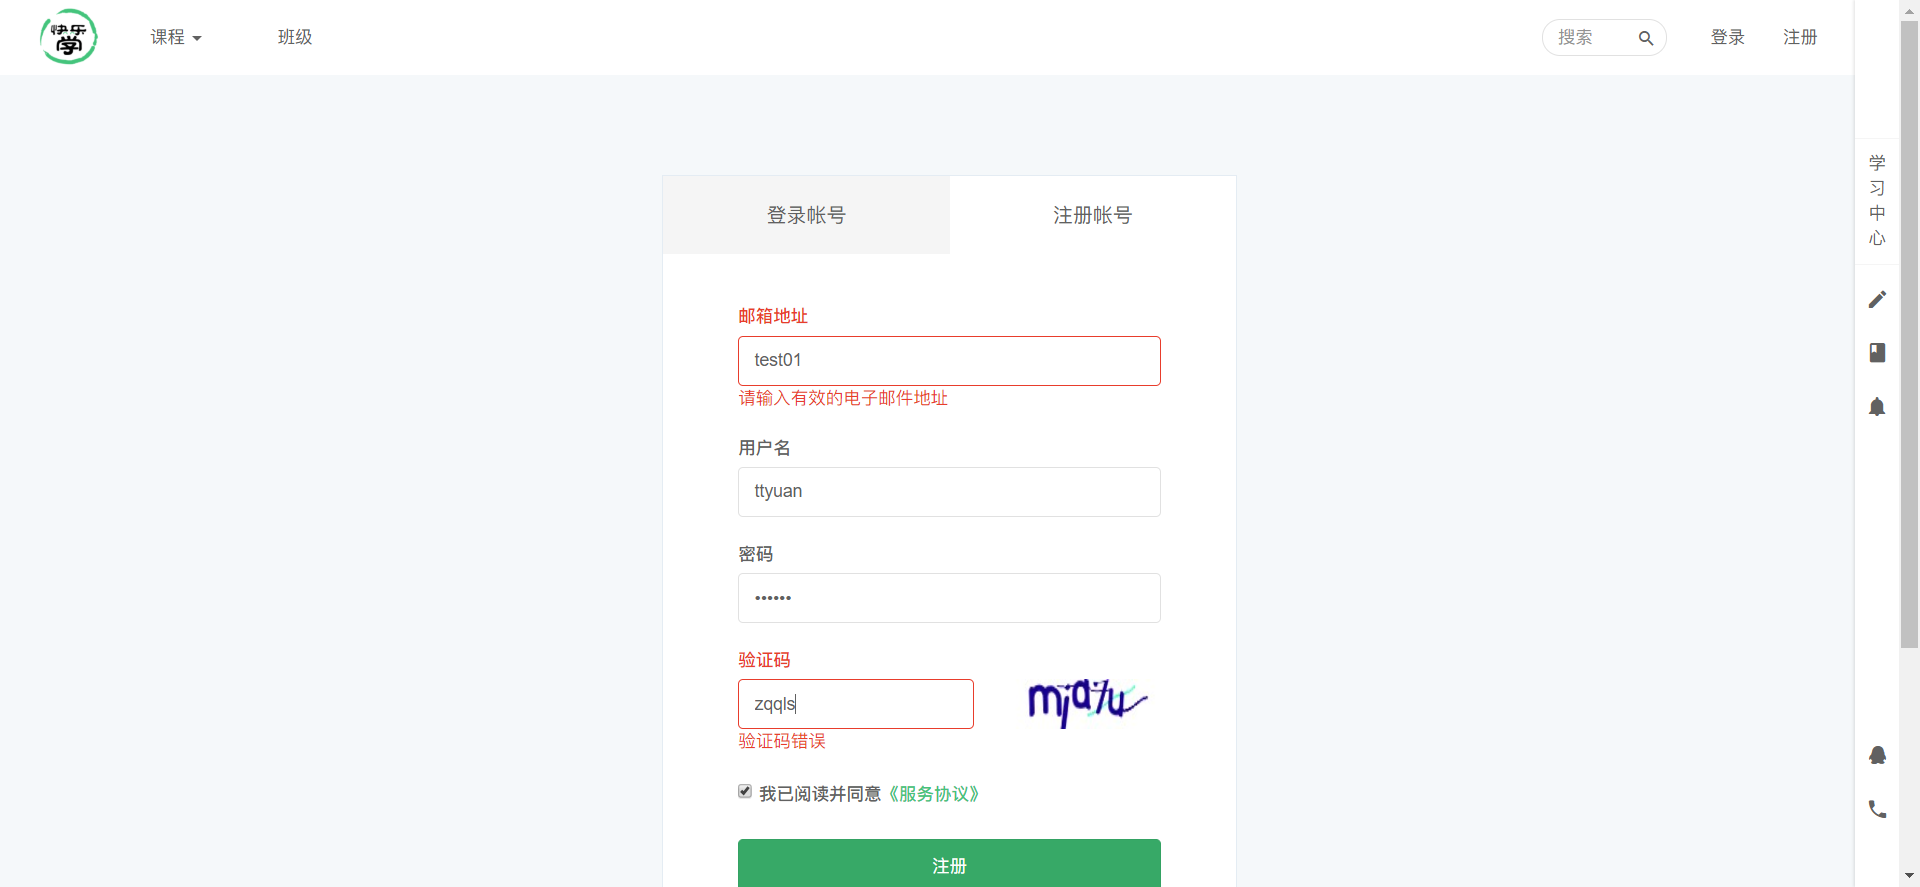 快乐
学
课程
班级
搜索
登录
注册
登录帐号
注册帐号
邮箱地址
test01
请输入有效的电子邮件地址
用户名
ttyuan
密码
••••••
验证码
zqqls
mja7u
验证码错误
我已阅读并同意《服务协议》
注册
学
习
中
心